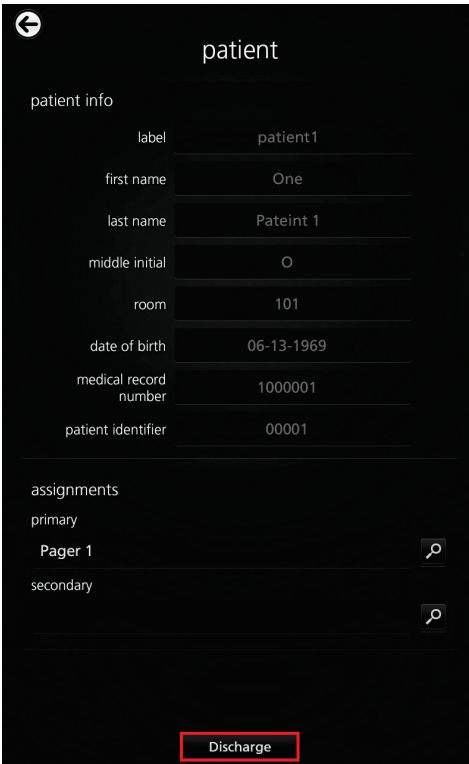 patient
patient info
label patient1
first name One
last name Pateint 1
middle initial O
room 101
date of birth 06-13-1969
medical record
number 1000001
patient identifier 00001
assignments
primary
Pager 1
secondary
Discharge